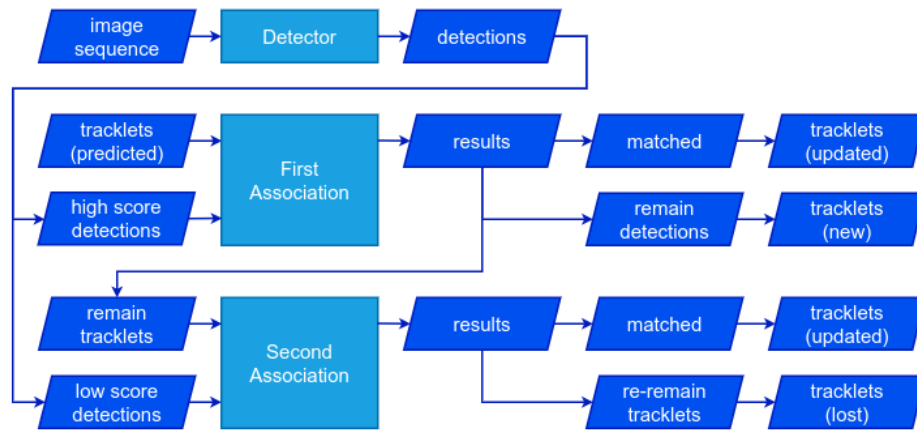 image
sequence
Detector
detections
tracklets
(predicted)
First
Association
results
matched
tracklets
(updated)
high score
detections
remain
detections
tracklets
(new)
remain
tracklets
Second
Association
results
matched
tracklets
(updated)
low score
detections
re-remain
tracklets
tracklets
(lost)